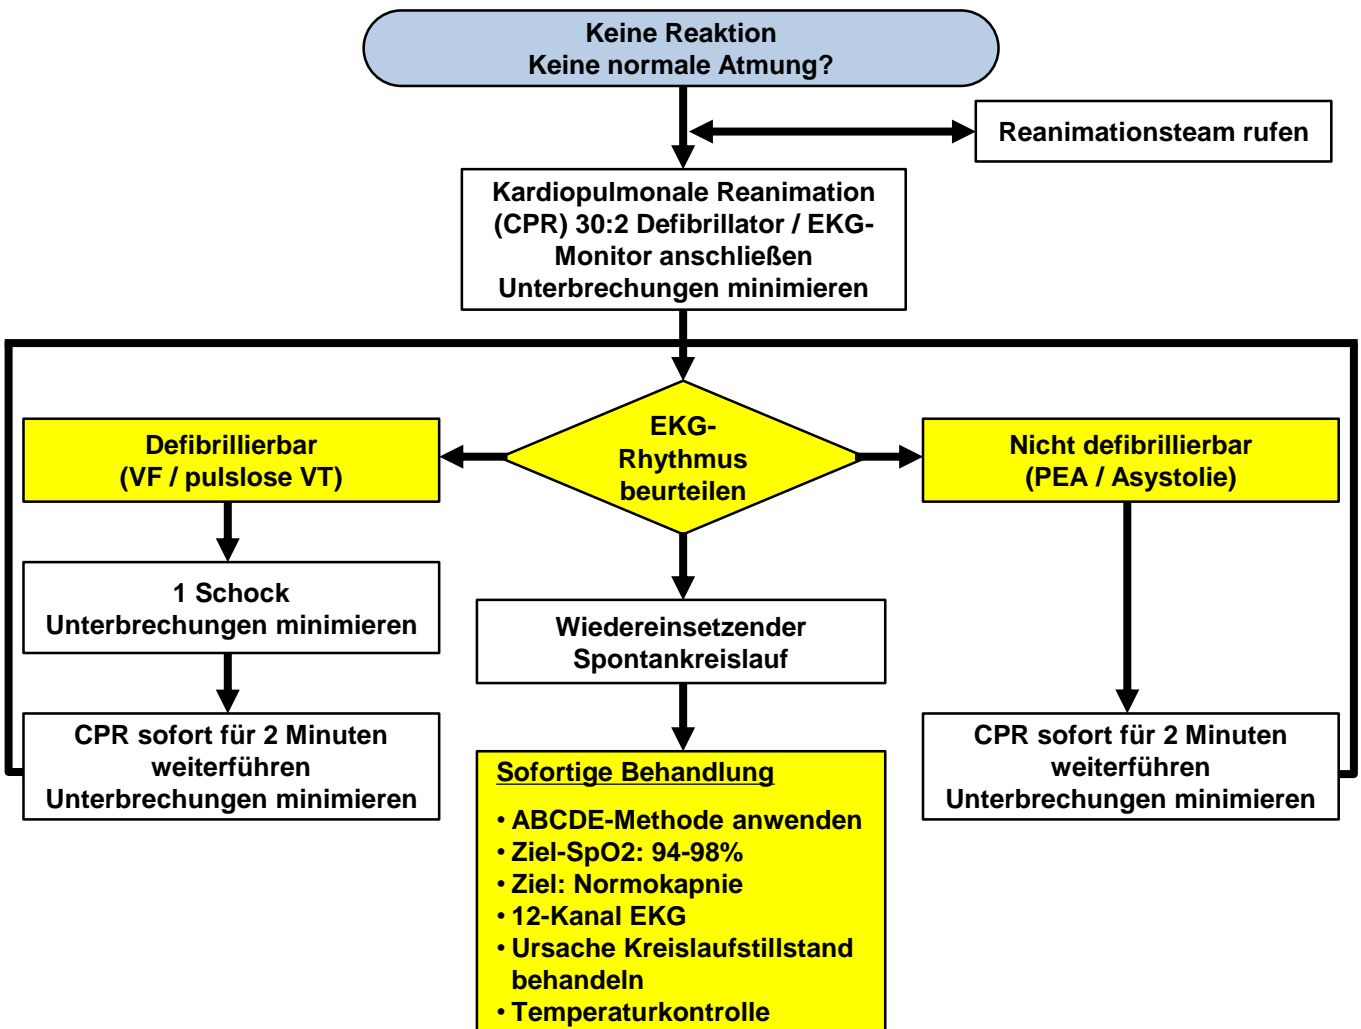 Keine Reaktion
Keine normale Atmung?
Reanimationsteam rufen
Kardiopulmonale Reanimation
(CPR) 30:2 Defibrillator / EKG-
Monitor anschließen
Unterbrechungen minimieren
Defibrillierbar
(VF / pulslose VT)
EKG-
Rhythmus
beurteilen
Nicht defibrillierbar
(PEA / Asystolie)
1 Schock
Unterbrechungen minimieren
Wiedereinsetzender
Spontankreislauf
CPR sofort für 2 Minuten
weiterführen
Unterbrechungen minimieren
CPR sofort für 2 Minuten
weiterführen
Unterbrechungen minimieren
Sofortige Behandlung
• ABCDE-Methode anwenden
• Ziel-SpO2: 94-98%
• Ziel: Normokapnie
• 12-Kanal EKG
• Ursache Kreislaufstillstand
behandeln
• Temperaturkontrolle